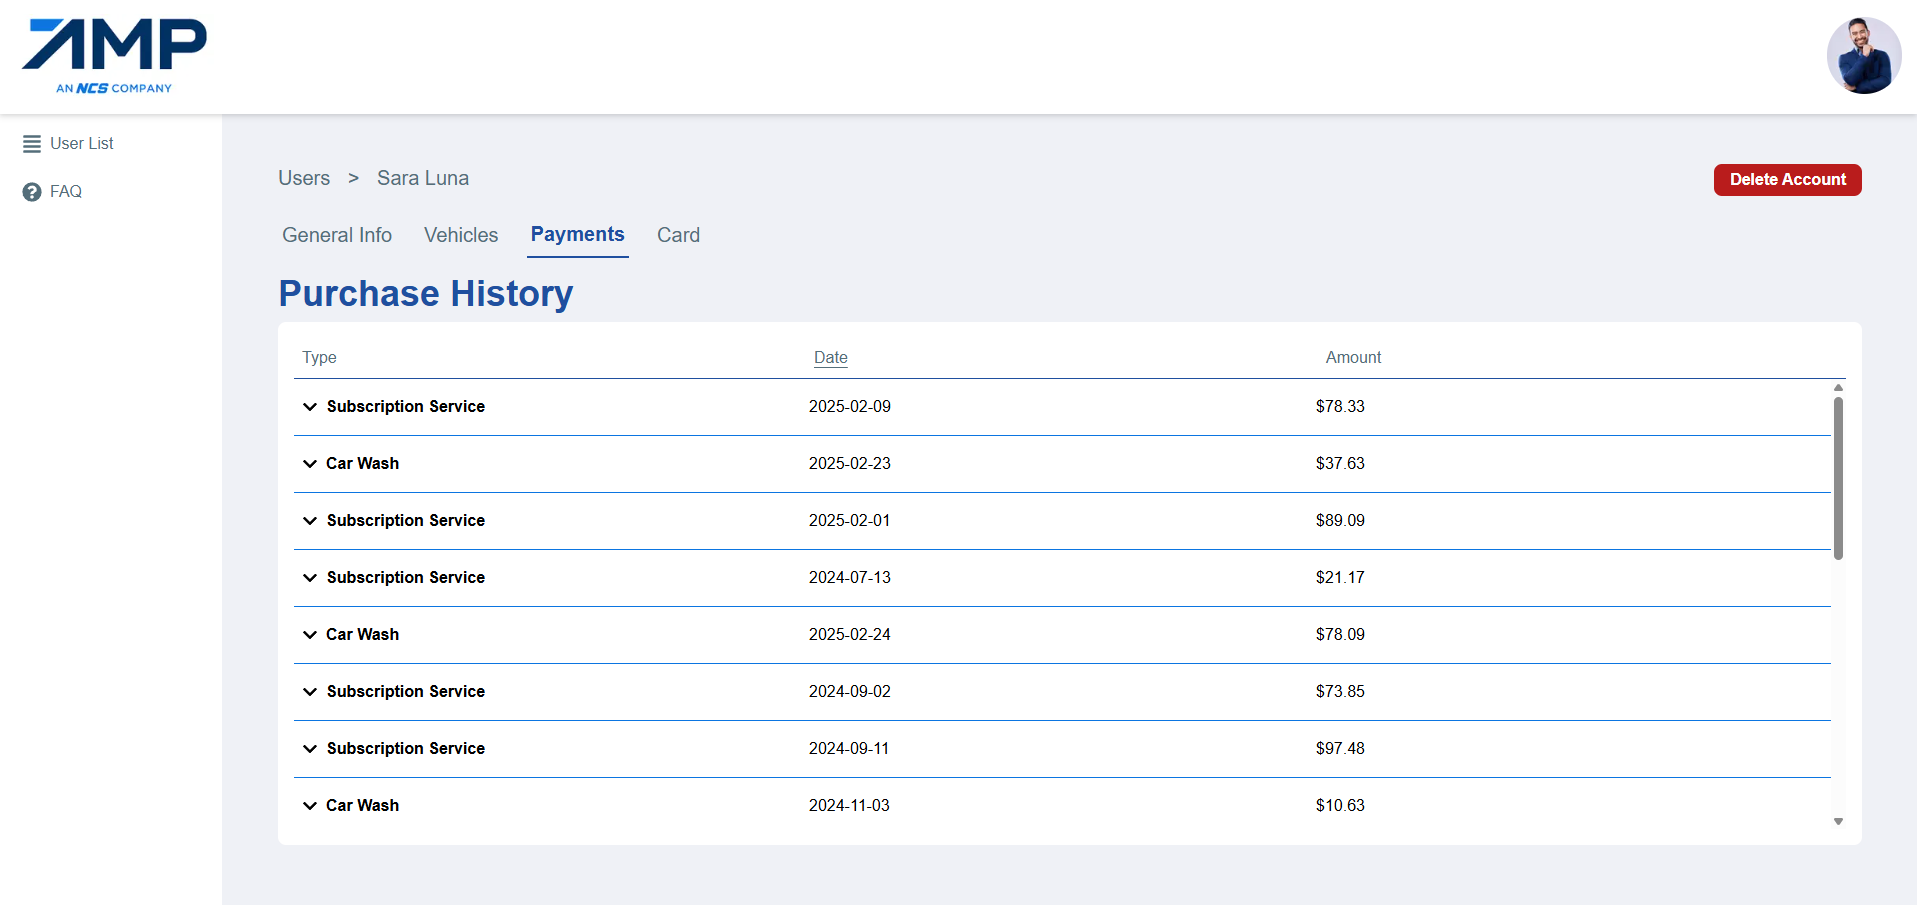 AMP
AN NCS COMPANY
User List
FAQ
Users > Sara Luna
Delete Account
General Info Vehicles Payments Card
Purchase History
Type Date Amount
Subscription Service 2025-02-09 $78.33
Car Wash 2025-02-23 $37.63
Subscription Service 2025-02-01 $89.09
Subscription Service 2024-07-13 $21.17
Car Wash 2025-02-24 $78.09
Subscription Service 2024-09-02 $73.85
Subscription Service 2024-09-11 $97.48
Car Wash 2024-11-03 $10.63